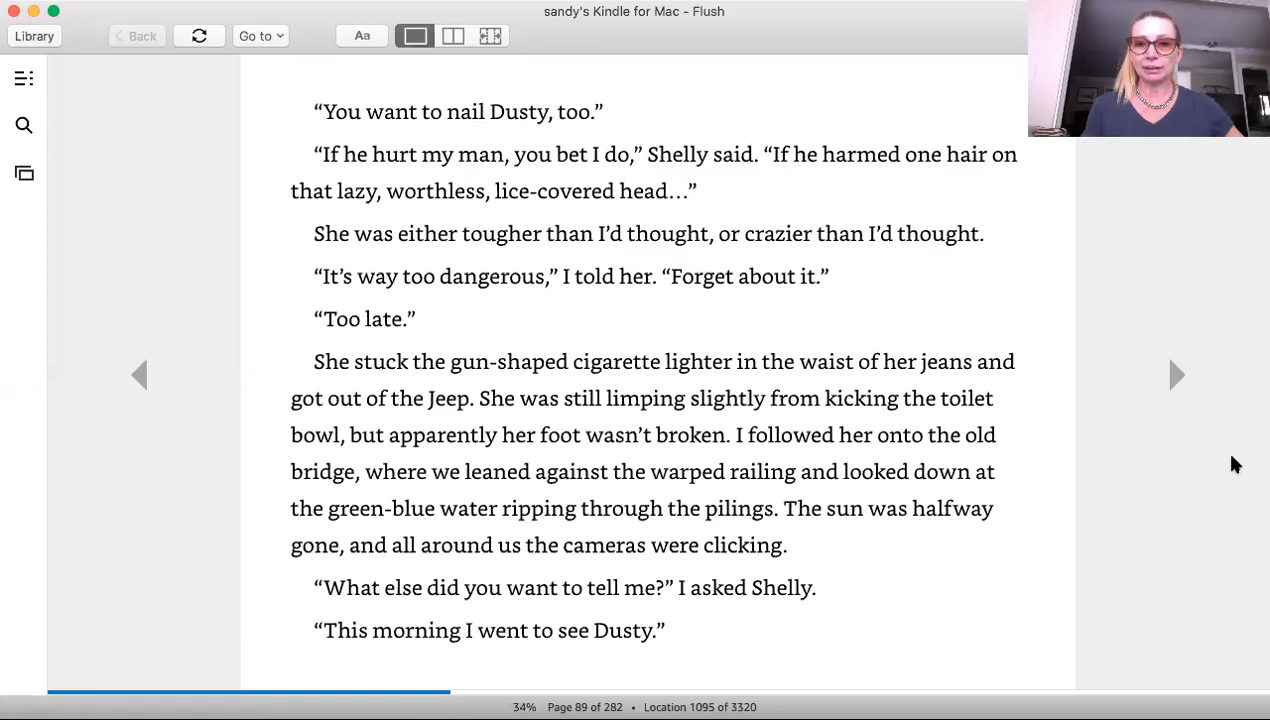 sandy's Kindle for Mac - Flush
Library
Back
Go to
Aa
“You want to nail Dusty, too.”
“If he hurt my man, you bet I do,” Shelly said. “If he harmed one hair on
that lazy, worthless, lice-covered head…”
She was either tougher than I’d thought, or crazier than I’d thought.
“It’s way too dangerous,” I told her. “Forget about it.”
“Too late.”
She stuck the gun-shaped cigarette lighter in the waist of her jeans and
got out of the Jeep. She was still limping slightly from kicking the toilet
bowl, but apparently her foot wasn’t broken. I followed her onto the old
bridge, where we leaned against the warped railing and looked down at
the green-blue water ripping through the pilings. The sun was halfway
gone, and all around us the cameras were clicking.
“What else did you want to tell me?” I asked Shelly.
“This morning I went to see Dusty.”
34% Page 89 of 282 • Location 1095 of 3320